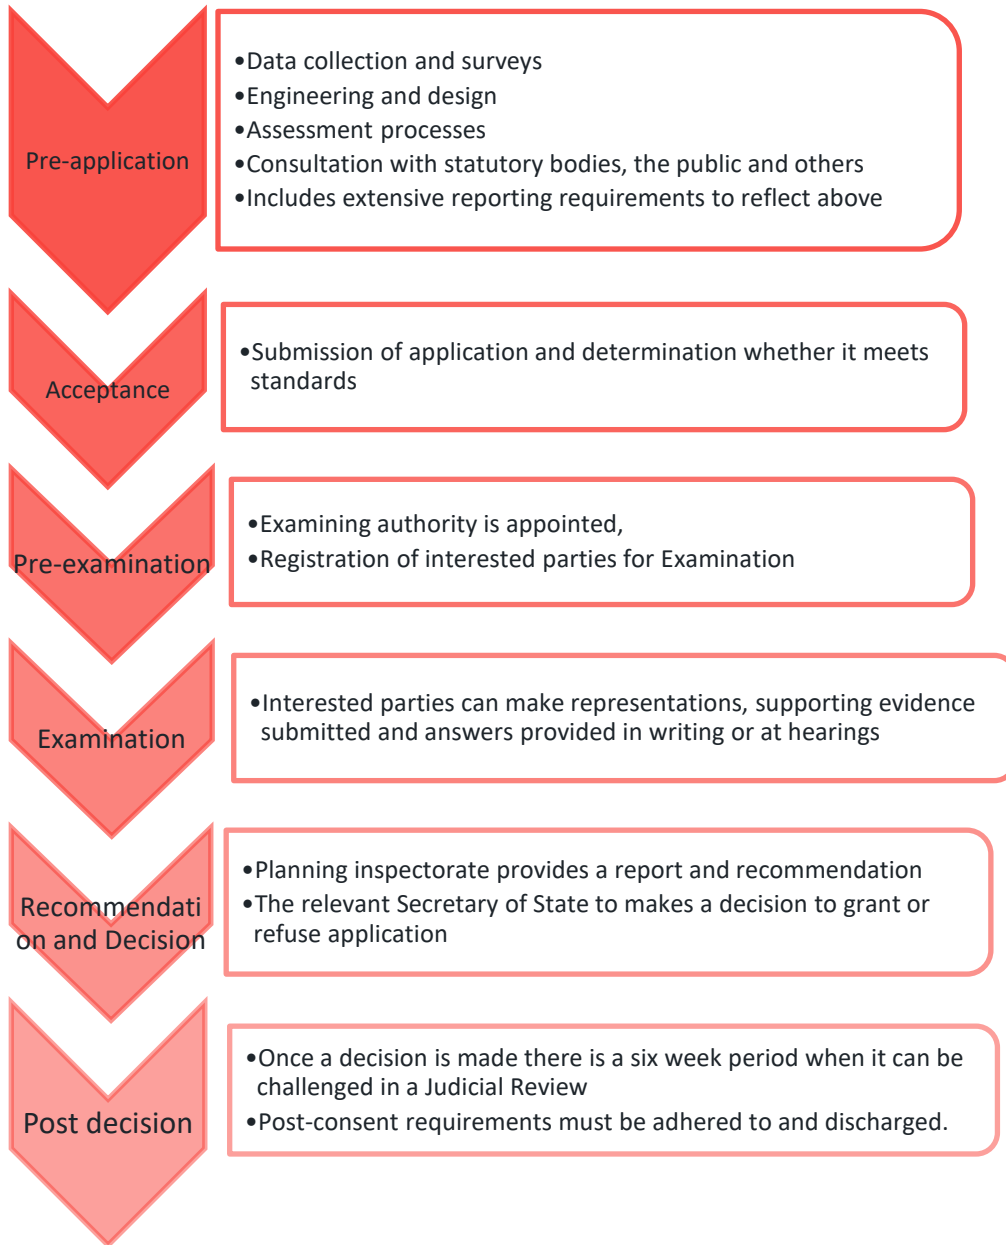 Pre-application
•Data collection and surveys
•Engineering and design
•Assessment processes
•Consultation with statutory bodies, the public and others
•Includes extensive reporting requirements to reflect above
Acceptance
•Submission of application and determination whether it meets
standards
Pre-examination
•Examining authority is appointed,
•Registration of interested parties for Examination
Examination
•Interested parties can make representations, supporting evidence
submitted and answers provided in writing or at hearings
Recommendati
on and Decision
•Planning inspectorate provides a report and recommendation
•The relevant Secretary of State to makes a decision to grant or
refuse application
Post decision
•Once a decision is made there is a six week period when it can be
challenged in a Judicial Review
•Post-consent requirements must be adhered to and discharged.